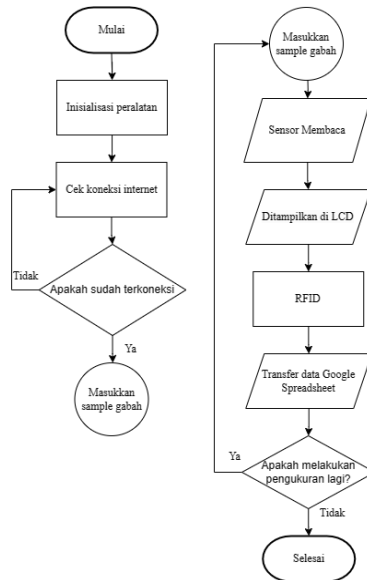 Mulai
Inisialisasi peralatan
Cek koneksi internet
Tidak
Apakah sudah terkoneksi
Ya
Masukkan
sample gabah
Masukkan
sample gabah
Sensor Membaca
Ditampilkan di LCD
RFID
Transfer data Google
Spreadsheet
Ya
Apakah melakukan
pengukuran lagi?
Tidak
Selesai